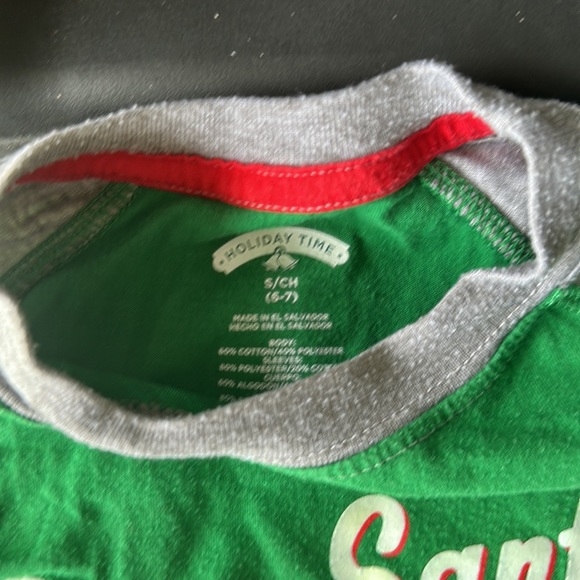 HOLIDAY TIME
S/CH
(6-7)
MADE IN EL SALVADOR
HECHO EN EL SALVADOR
BODY:
60% COTTON/40% POLYESTER
SLEEVES:
CUERPO:
Sant